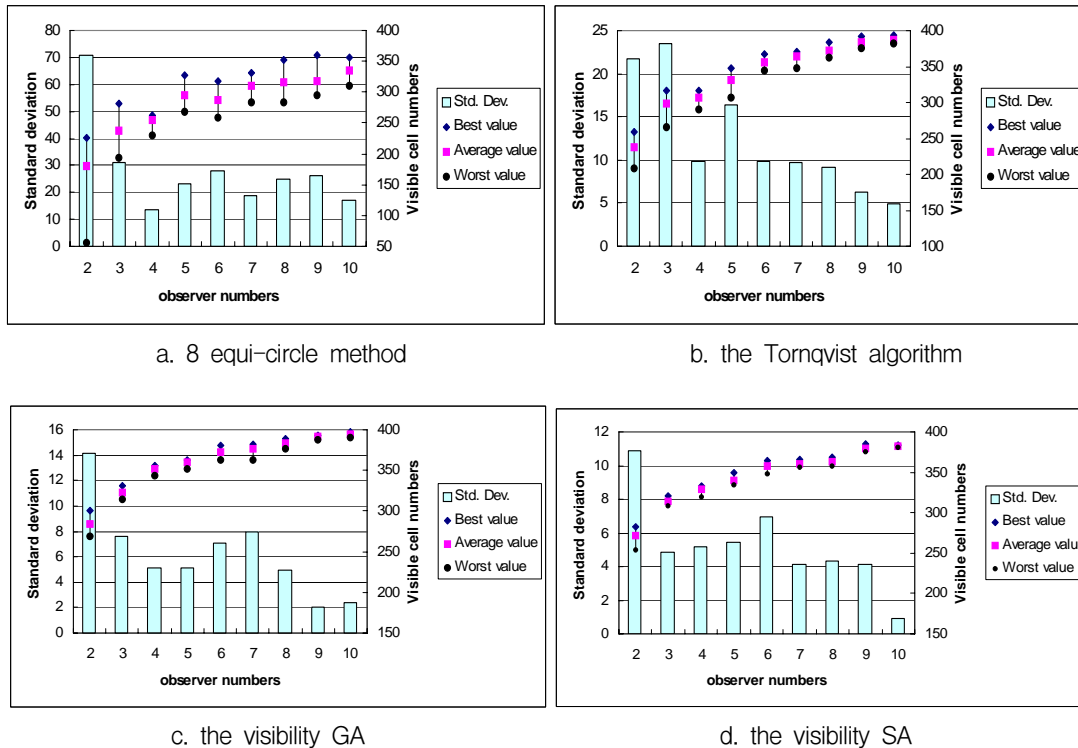 80
70
60
50
40
30
20
10
0
Standard deviation
400
350
300
250
200
150
100
50
Visible cell numbers
2 3 4 5 6 7 8 9 10
observer numbers
Std. Dev.
Best value
Average value
Worst value
a. 8 equi-circle method
25
20
15
10
5
0
Standard deviation
400
350
300
250
200
150
100
Visible cell numbers
2 3 4 5 6 7 8 9 10
observer numbers
Std. Dev.
Best value
Average value
Worst value
b. the Tornqvist algorithm
16
14
12
10
8
6
4
2
0
Standard deviation
400
350
300
250
200
150
Visible cell numbers
2 3 4 5 6 7 8 9 10
observer numbers
Std. Dev.
Best value
Average value
Worst value
c. the visibility GA
12
10
8
6
4
2
0
Standard deviation
400
350
300
250
200
150
Visible cell numbers
2 3 4 5 6 7 8 9 10
observer numbers
Std. Dev.
Best value
Average value
Worst value
d. the visibility SA